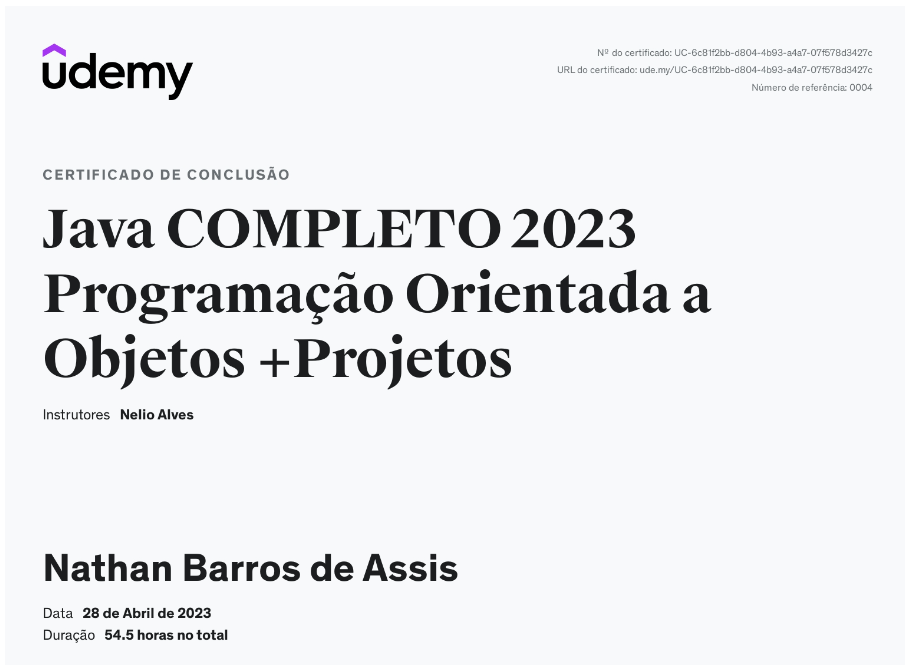 udemy
Nº do certificado: UC-6c81f2bb-d804-4b93-a4a7-07f578d3427c
URL do certificado: ude.my/UC-6c81f2bb-d804-4b93-a4a7-07f578d3427c
Número de referência: 0004
CERTIFICADO DE CONCLUSÃO
Java COMPLETO 2023
Programação Orientada a
Objetos +Projetos
Instrutores Nelio Alves
Nathan Barros de Assis
Data 28 de Abril de 2023
Duração 54.5 horas no total